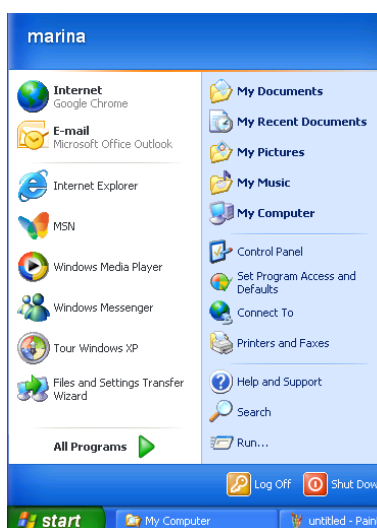 marina
Internet
Google Chrome
E-mail
Microsoft Office Outlook
Internet Explorer
MSN
Windows Media Player
Windows Messenger
Tour Windows XP
Files and Settings Transfer
Wizard
All Programs
My Documents
My Recent Documents
My Pictures
My Music
My Computer
Control Panel
Set Program Access and
Defaults
Connect To
Printers and Faxes
Help and Support
Search
Run...
Log Off
Shut Dow
start
My Computer
untitled - Pain